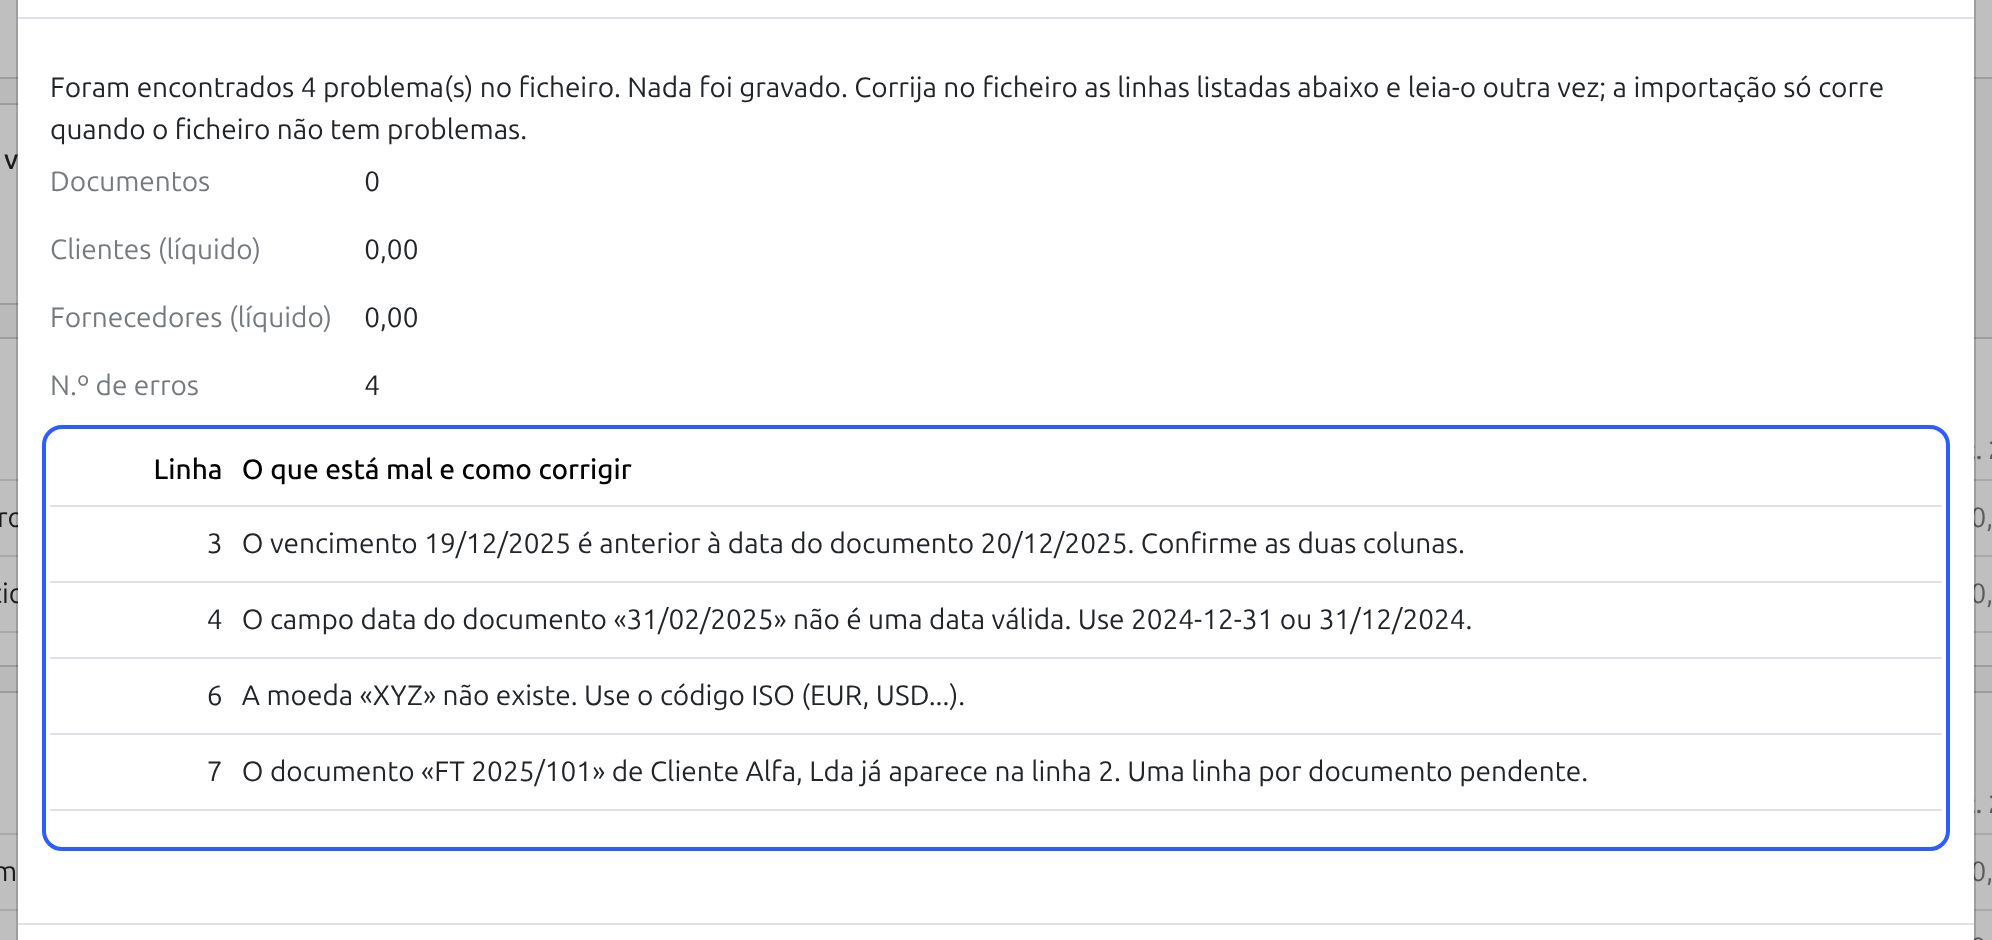 Foram encontrados 4 problema(s) no ficheiro. Nada foi gravado. Corrija no ficheiro as linhas listadas abaixo e leia-o outra vez; a importação só corre
quando o ficheiro não tem problemas.
Documentos 0
Clientes (líquido) 0,00
Fornecedores (líquido) 0,00
N.º de erros 4
Linha O que está mal e como corrigir
3 O vencimento 19/12/2025 é anterior à data do documento 20/12/2025. Confirme as duas colunas.
4 O campo data do documento «31/02/2025» não é uma data válida. Use 2024-12-31 ou 31/12/2024.
6 A moeda «XYZ» não existe. Use o código ISO (EUR, USD...).
7 O documento «FT 2025/101» de Cliente Alfa, Lda já aparece na linha 2. Uma linha por documento pendente.